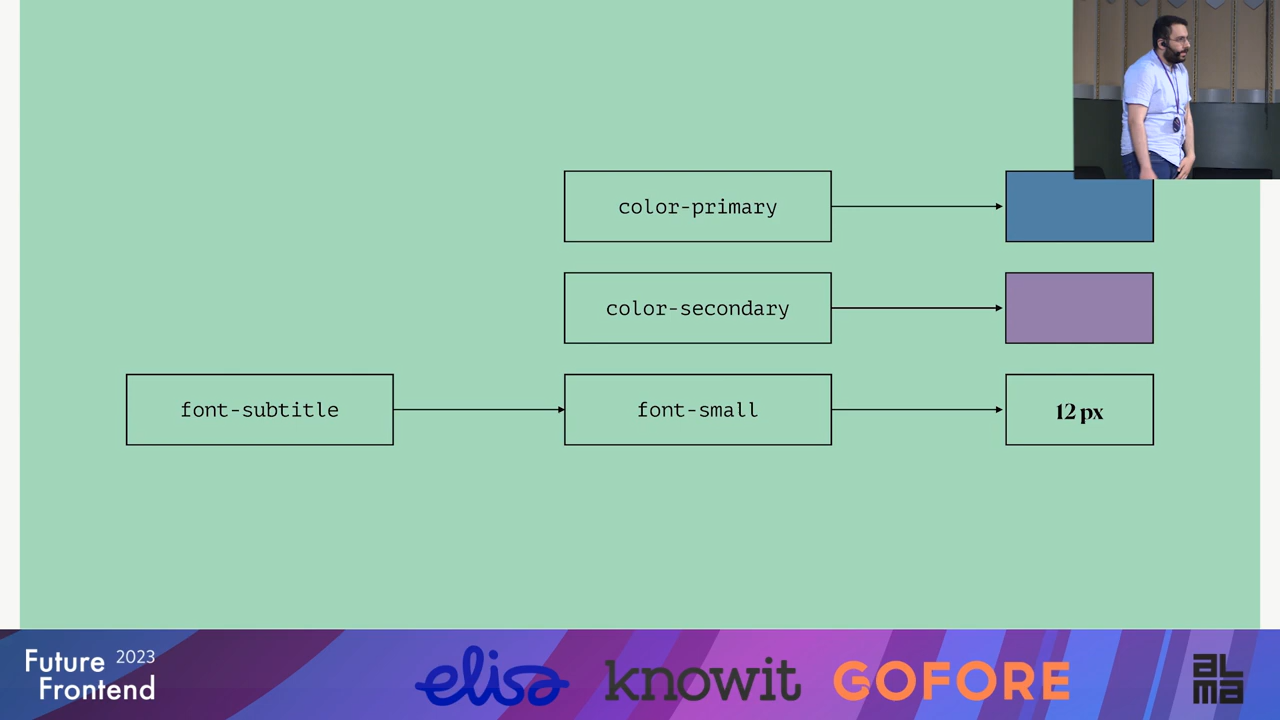 color-primary
color-secondary
font-subtitle
font-small
12 px
Future 2023
Frontend
elisa
knowit
GOFORE
aLma